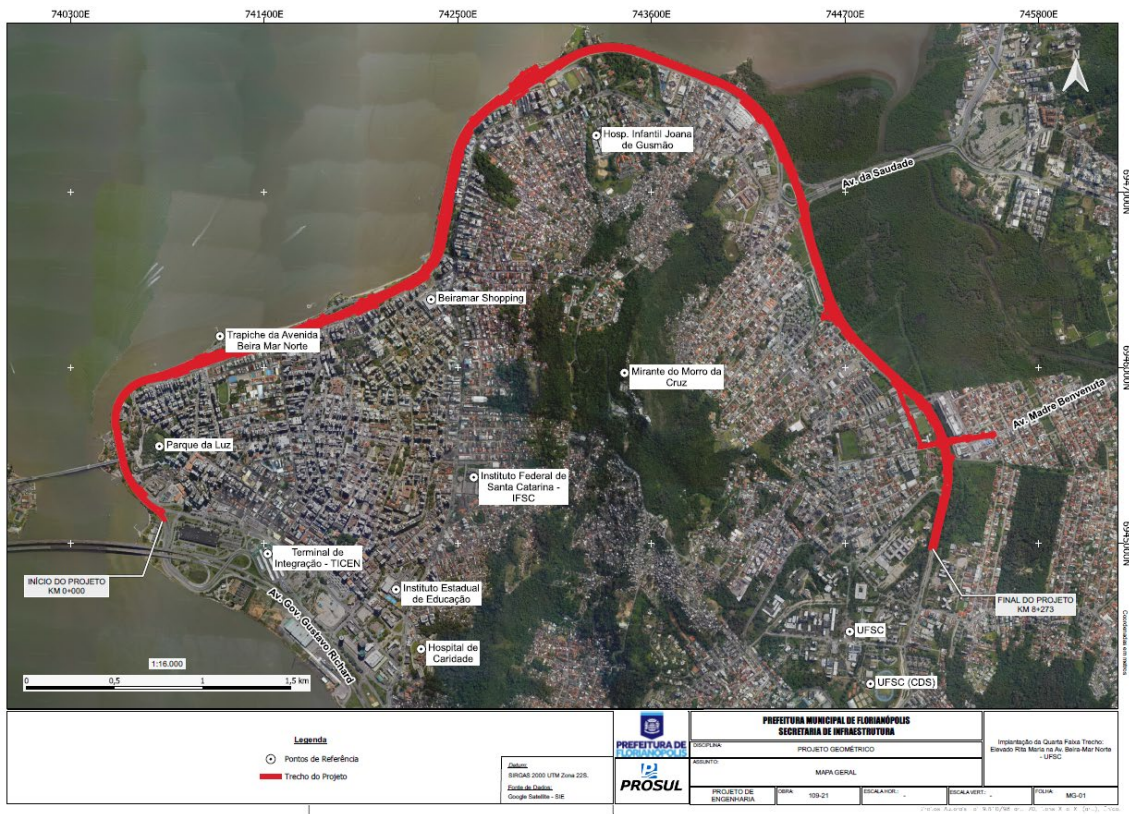 740300E
741400E
742500E
743600E
744700E
745800E
Hosp. Infantil Joana
de Gusmão
Av. da Saudade
6947000N
Beiramar Shopping
Trapiche da Avenida
Beira Mar Norte
Mirante do Morro da
Cruz
6946000N
Av. Madre Benvenuta
Parque da Luz
Instituto Federal de
Santa Catarina -
IFSC
6945000N
Terminal de
Integração - TICEN
INÍCIO DO PROJETO
KM 0+000
Instituto Estadual
de Educação
FINAL DO PROJETO
KM 8+273
Av. Gov. Gustavo Richard
UFSC
Hospital de
Caridade
Coordenadas em metros
1:16.000
UFSC (CDS)
0
0,5
1
1,5 km
Legenda
Pontos de Referência
Trecho do Projeto
Datum:
SIRGAS 2000 UTM Zona 22S.
Fonte de Dados:
Google Satellite - SIE
PREFEITURA DE
FLORIANÓPOLIS
PROSUL
PREFEITURA MUNICIPAL DE FLORIANÓPOLIS
SECRETARIA DE INFRAESTRUTURA
DISCIPLINA:
PROJETO GEOMÉTRICO
ASSUNTO:
MAPA GERAL
Implantação da Quarta Faixa Trecho:
Elevado Rita Maria na Av. Beira-Mar Norte
- UFSC
PROJETO DE
ENGENHARIA
OBRA:
109-21
ESCALA HOR.:
-
ESCALA VERT.:
-
FOLHA:
MG-01